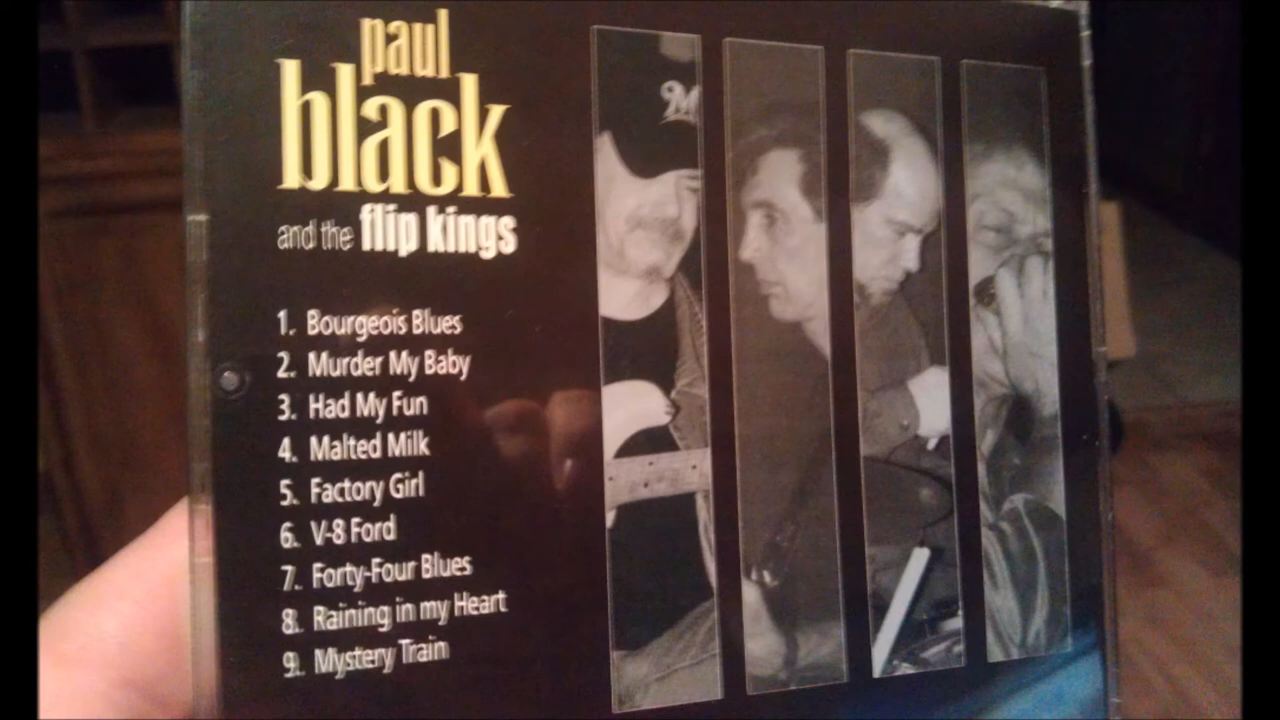 paul
black
and the flip kings
1. Bourgeois Blues
2. Murder My Baby
3. Had My Fun
4. Malted Milk
5. Factory Girl
6. V-8 Ford
7. Forty-Four Blues
8. Raining in my Heart
9. Mystery Train
M